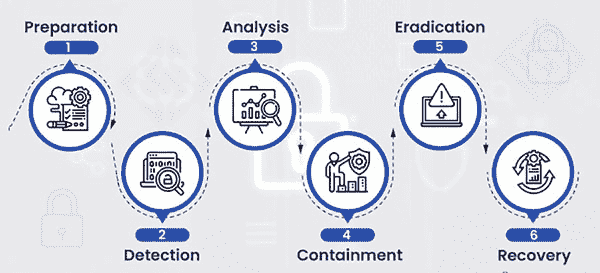 Preparation
1
Detection
2
Analysis
3
Containment
4
Eradication
5
Recovery
6